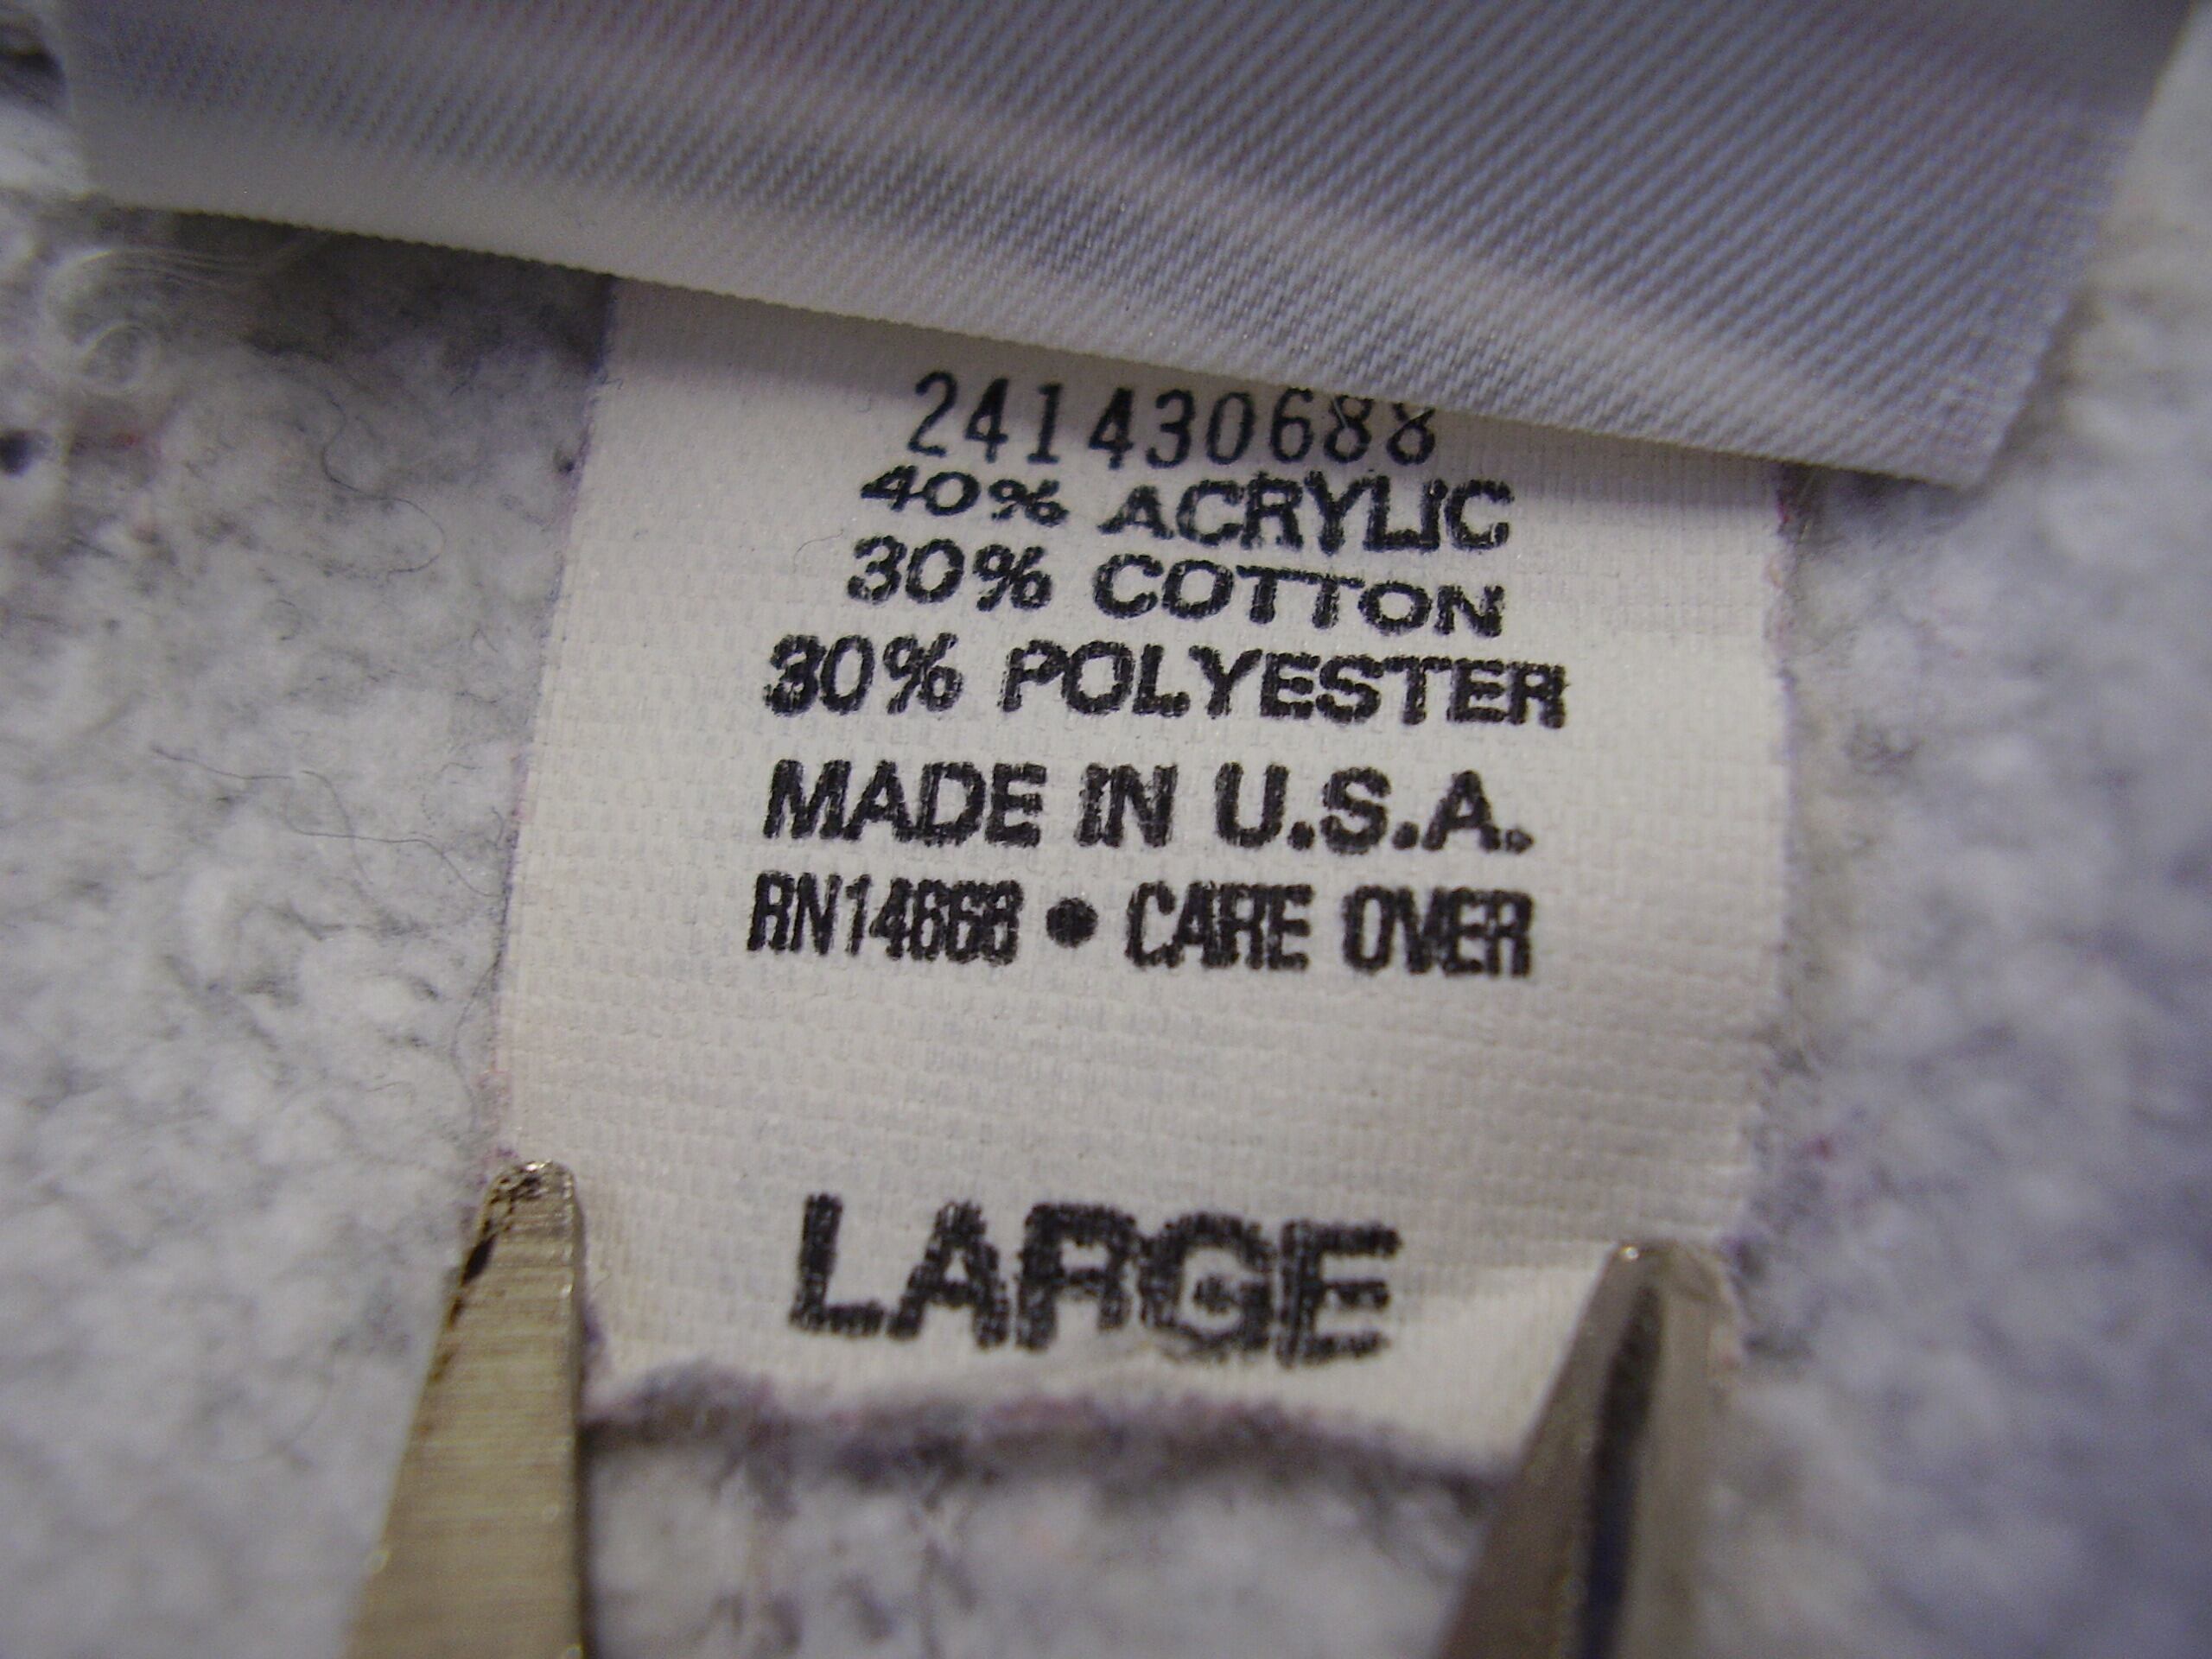 241430688
40% ACRYLIC
30% COTTON
30% POLYESTER
MADE IN U.S.A.
RN14668 • CARE OVER
LARGE